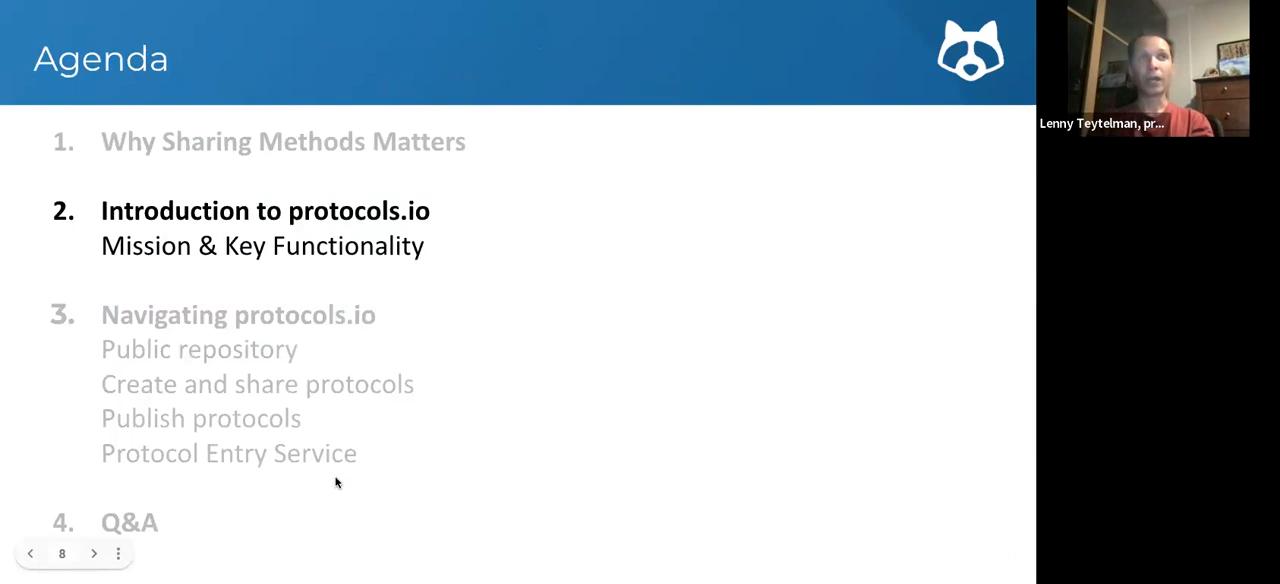 Agenda
1. Why Sharing Methods Matters
2. Introduction to protocols.io
Mission & Key Functionality
3. Navigating protocols.io
Public repository
Create and share protocols
Publish protocols
Protocol Entry Service
4. Q&A
8
Lenny Teytelman, pr...